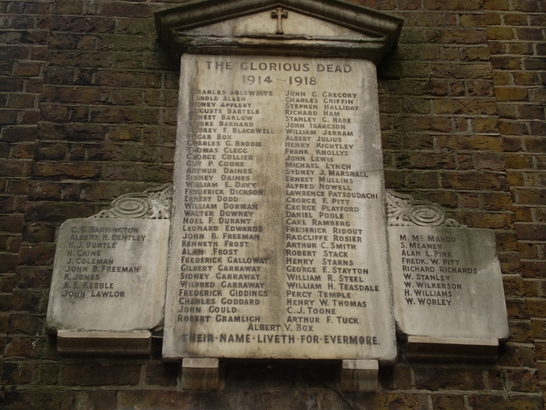 THE GLORIOUS DEAD
1914 ~ 1918
CHARLES ABLEWHITE
ARNOLD ALLEN
SIDNEY APPLEBY
AUGUSTE BARTELS
ERNEST BARLOW
BARNARD
AUBREY F. BLACKWELL
EDGAR BOX
CHARLES G. BRODIE
THOMAS CLEGG
GEORGE COLLIER
GUY P. COOKE
ARTHUR DAINES
SIDNEY DAINES
WILLIAM E. DAVEY
FREDERICK DICKSON
ERNEST DODD
WILLIAM DORMAN
WALTER DOWNEY
NOEL F. DURANT
LEONARD EDWARDS
JOHN B. FREEMAN
KENNETH FROST
ALAN FROST
FREDERICK GALLOWAY
GILBERT GARRAWAY
SIDNEY GARRAWAY
WILFRED GARRAWAY
FREDERICK GIDDINGS
CHARLES GODDARD
JOHN GOULD
ROBERT GRAMLICH
JOHN C. GREGORY
CHARLES GRIFFIN
STEPHEN HALLIDAY
RICHARD HAM
STANLEY G. HARE
JOHN ISAACSON
WILLIAM JERRAM
ALBERT JULIUS
HENRY KIGHTLEY
FRANK KNOLLYS
JOHN LEWIS
MICHAEL LYNCH
SYDNEY J. MARSHALL
ERNEST MULLINS
ALFRED NOWELL
LAWRENCE PATSOUDACHI
GEORGE F. PITT
GEORGE PLAYFORD
DANIEL POOLE
CARE RAMBERG
FREDERICK RIDOUT
RADCLIFFE ROSIER
ARTHUR C. SMITH
ROBERT STACK
HENRY STARNS
GEORGE E. STAYTON
WILLIAM R. STEEL
WILLIAM H. TEASDALE
PERCY TEMPLE
HENRY W. THOMAS
C.J. TOONE
ARTHUR F. TUCK
ALBERT V. BOX
THEIR·NAME·LIVETH·FOR·EVERMORE.
C. E. BARRINGTON
ALBERT H. BENTLEY
H. J. BURTLE
H. CAINE
J. COLEMAN
JOHN B. FREEMAN
K. JONES
A. E. KEEBLE
JOHN LAWLOR
M. MCMAHON
S. MEANEY
ALAN L. PINK
FREDK. W. PITT
RICHARD RICHARDS
W. STANLEY
W. WILKERSON
H. WILLIAMS
W. WORLEY